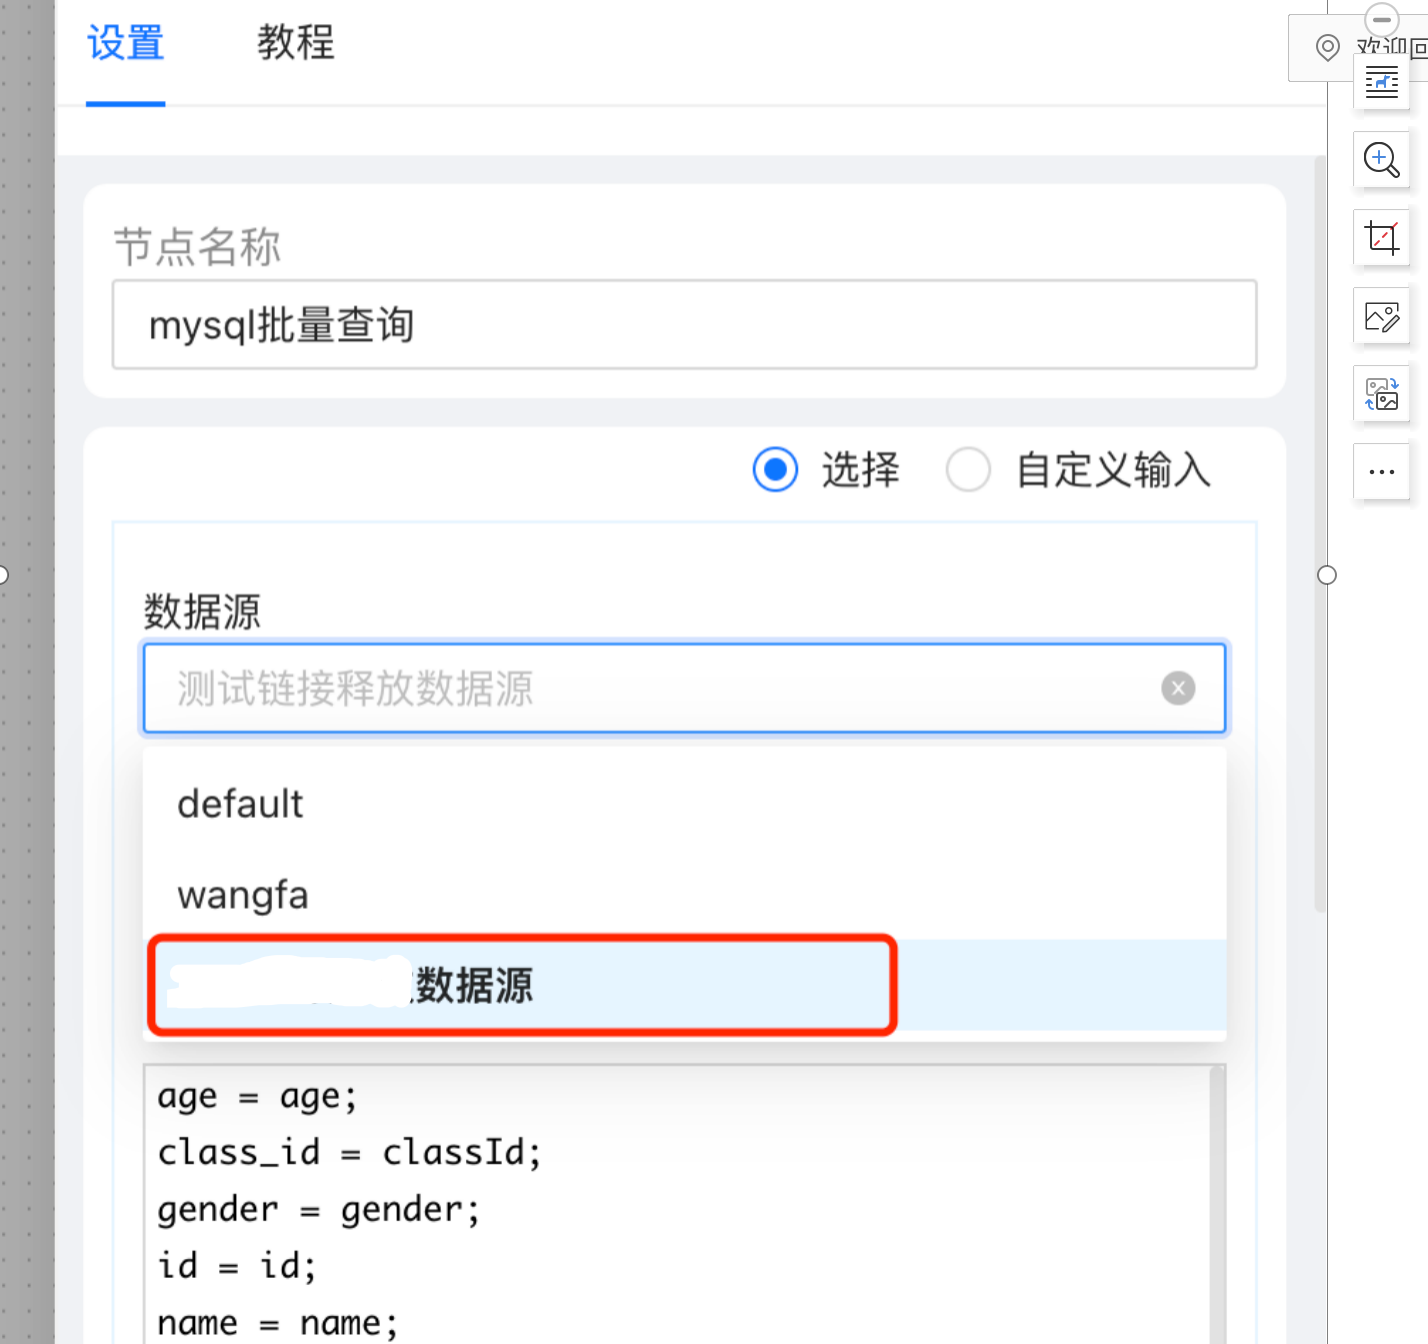 设置 教程
欢迎回
节点名称
mysql批量查询
选择 自定义输入
数据源
测试链接释放数据源
default
wangfa
数据源
age = age;
class_id = classId;
gender = gender;
id = id;
name = name;